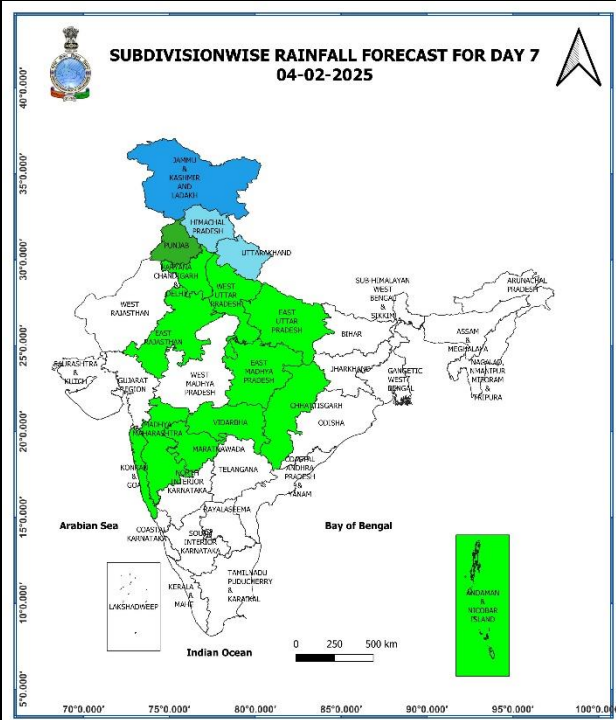 SUBDIVISIONWISE RAINFALL FORECAST FOR DAY 7
04-02-2025
40°0.000'
35°0.000'
30°0.000'
25°0.000'
20°0.000'
15°0.000'
10°0.000'
5°0.000'
JAMMU
&
KASHMIR
AND
LADAKH
HIMACHAL
PRADESH
PUNJAB
UTTARAKHAND
HARYANA
CHANDIGARH
&
DELHI
WEST
UTTAR
PRADESH
EAST
UTTAR
PRADESH
WEST
RAJASTHAN
EAST
RAJASTHAN
SUB-HIMALAYAN
WEST
BENGAL
&
SIKKIM
ARUNACHAL
PRADESH
ASSAM
&
MEGHALAYA
NAGALAD,
MANIPUR
MIZORAM
&
TRIPURA
BIHAR
JHARKHAND
GANGETIC
WEST
BENGAL
SAURASHTRA
&
KUTCH
GUJARAT
REGION
WEST
MADHYA
PRADESH
EAST
MADHYA
PRADESH
CHHATTISGARH
ODISHA
MADHYA
MAHARASHTRA
VIDARBHA
MARATHAWADA
KONKAN
&
GOA
NORTH
INTERIOR
KARNATAKA
TELANGANA
COASTAL
ANDHRA
PRADESH
&
YANAM
RAYALASEEMA
COASTAL
KARNATAKA
SOUTH
INTERIOR
KARNATAKA
TAMILNADU
PUDUCHERRY
&
KARAIKAL
KERALA
&
MAHE
LAKSHADWEEP
ANDAMAN
&
NICOBAR
ISLAND
Arabian Sea
Bay of Bengal
Indian Ocean
0 250 500 km
70°0.000' 75°0.000' 80°0.000' 85°0.000' 90°0.000' 95°0.000' 100°0.000